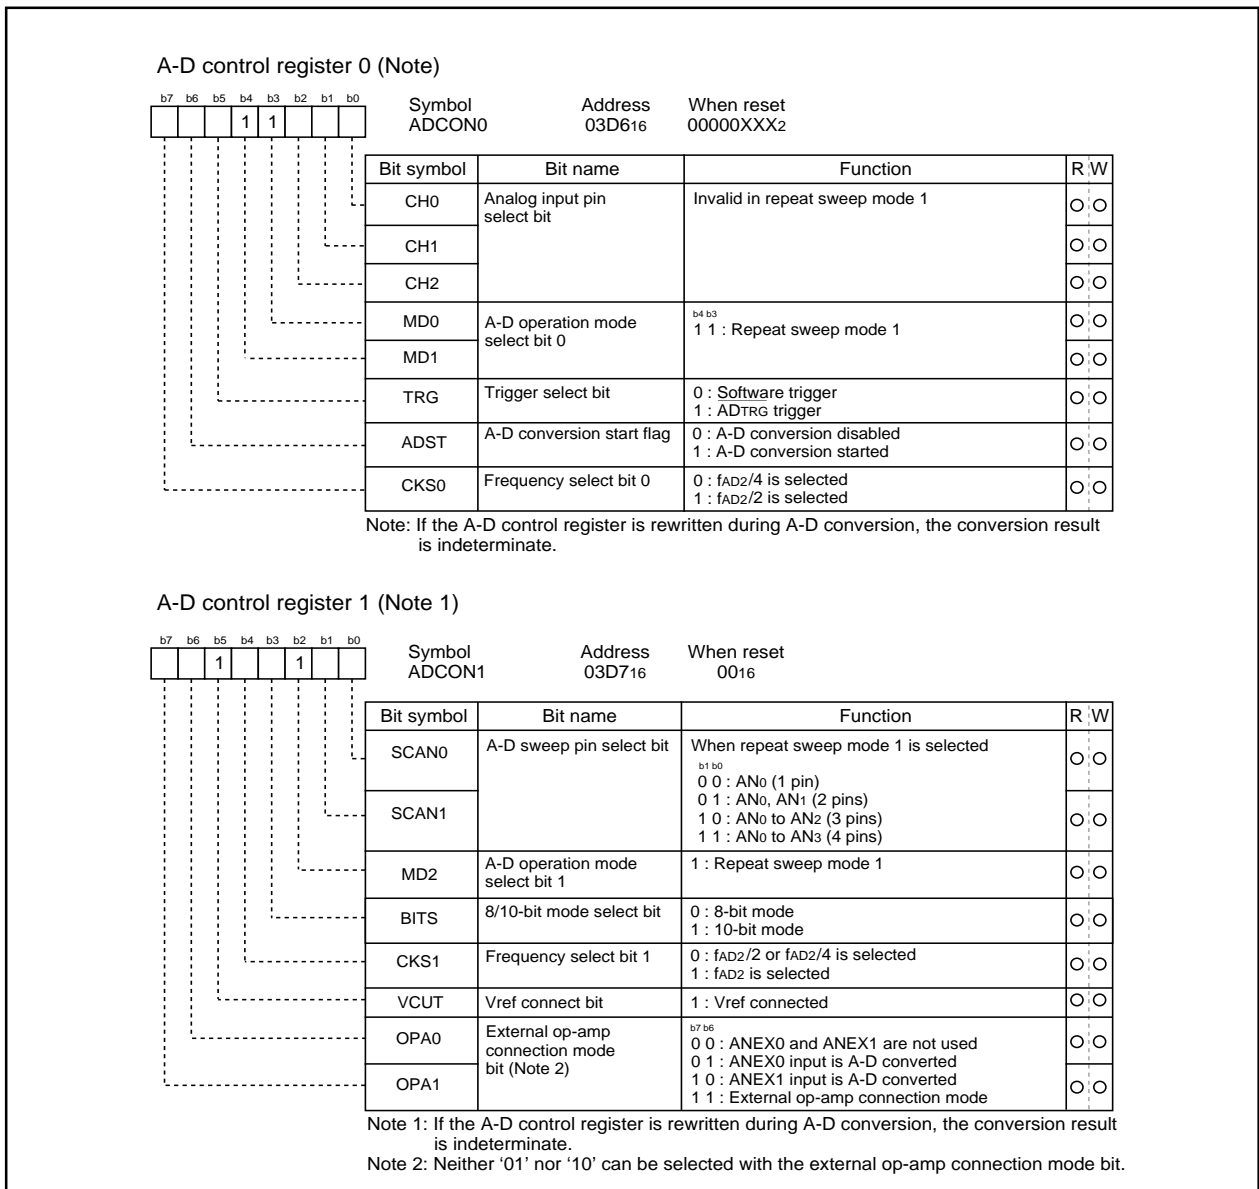 A-D control register 0 (Note)
b7 b6 b5 b4 b3 b2 b1 b0
1 1
Symbol Address When reset
ADCON0 03D616 00000XXX2
Bit symbol Bit name Function R W
CH0 Analog input pin select bit Invalid in repeat sweep mode 1
CH1
CH2
MD0 A-D operation mode select bit 0 b4 b3
1 1 : Repeat sweep mode 1
MD1
TRG Trigger select bit 0 : Software trigger
1 : ADTRG trigger
ADST A-D conversion start flag 0 : A-D conversion disabled
1 : A-D conversion started
CKS0 Frequency select bit 0 0 : fAD2/4 is selected
1 : fAD2/2 is selected
Note: If the A-D control register is rewritten during A-D conversion, the conversion result
is indeterminate.
A-D control register 1 (Note 1)
b7 b6 b5 b4 b3 b2 b1 b0
1 1
Symbol Address When reset
ADCON1 03D716 0016
Bit symbol Bit name Function R W
SCAN0 A-D sweep pin select bit When repeat sweep mode 1 is selected
b1 b0
0 0 : AN0 (1 pin)
0 1 : AN0, AN1 (2 pins)
SCAN1 1 0 : AN0 to AN2 (3 pins)
1 1 : AN0 to AN3 (4 pins)
MD2 A-D operation mode select bit 1 1 : Repeat sweep mode 1
BITS 8/10-bit mode select bit 0 : 8-bit mode
1 : 10-bit mode
CKS1 Frequency select bit 1 0 : fAD2/2 or fAD2/4 is selected
1 : fAD2 is selected
VCUT Vref connect bit 1 : Vref connected
OPA0 External op-amp connection mode bit (Note 2) b7 b6
0 0 : ANEX0 and ANEX1 are not used
0 1 : ANEX0 input is A-D converted
OPA1 1 0 : ANEX1 input is A-D converted
1 1 : External op-amp connection mode
Note 1: If the A-D control register is rewritten during A-D conversion, the conversion result
is indeterminate.
Note 2: Neither ‘01’ nor ‘10’ can be selected with the external op-amp connection mode bit.